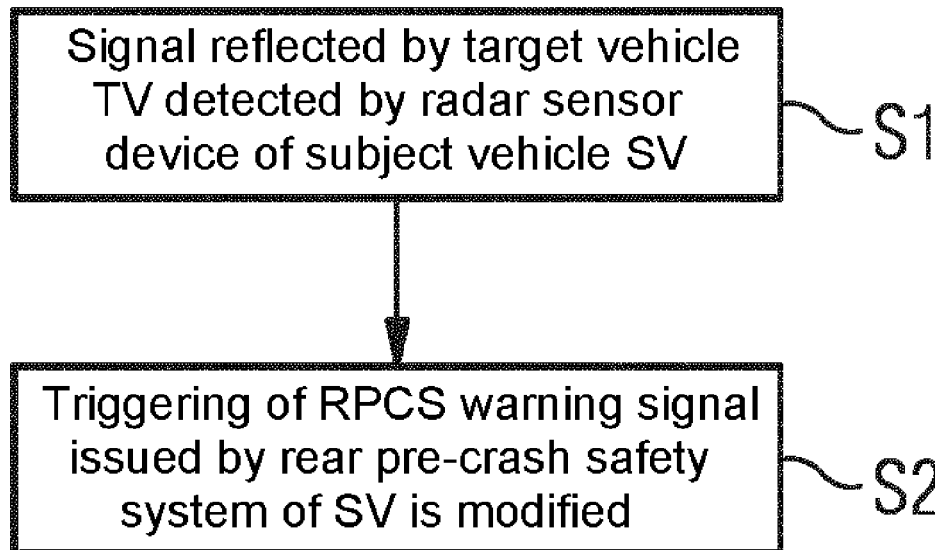 Signal reflected by target vehicle
TV detected by radar sensor
device of subject vehicle SV
S1
Triggering of RPCS warning signal
issued by rear pre-crash safety
system of SV is modified
S2